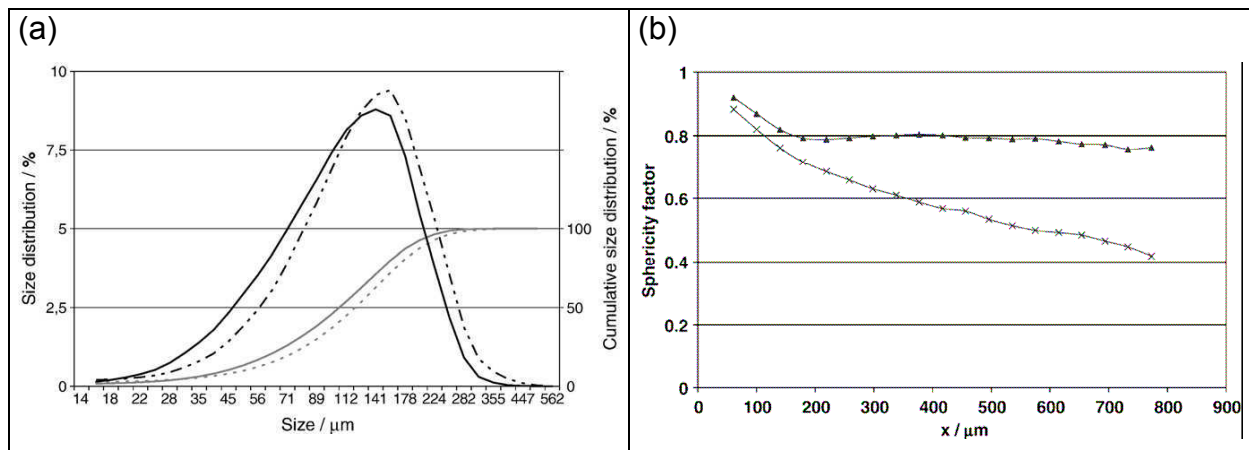 (a)
10
7,5
5
2,5
0
100
50
0
Size distribution / %
Cumulative size distribution / %
14 18 22 28 35 45 56 71 89 112 141 178 224 282 355 447 562
Size / µm
(b)
1
0.8
0.6
0.4
0.2
0
Sphericity factor
0 100 200 300 400 500 600 700 800 900
x / µm